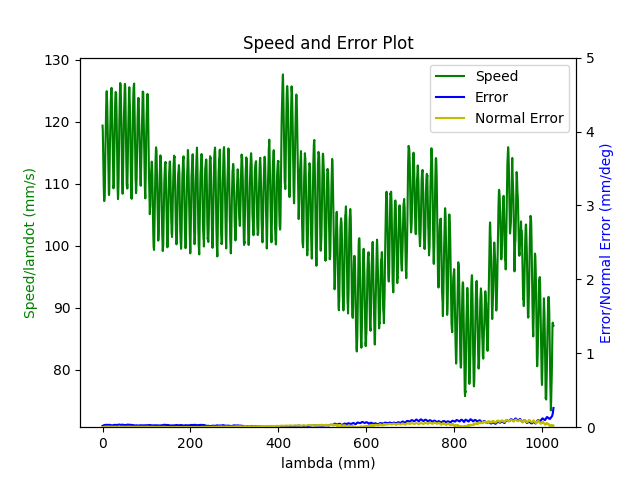 Speed and Error Plot
130
120
110
100
90
80
Speed/lamdot (mm/s)
5
4
3
2
1
0
Error/Normal Error (mm/deg)
Speed
Error
Normal Error
0 200 400 600 800 1000
lambda (mm)